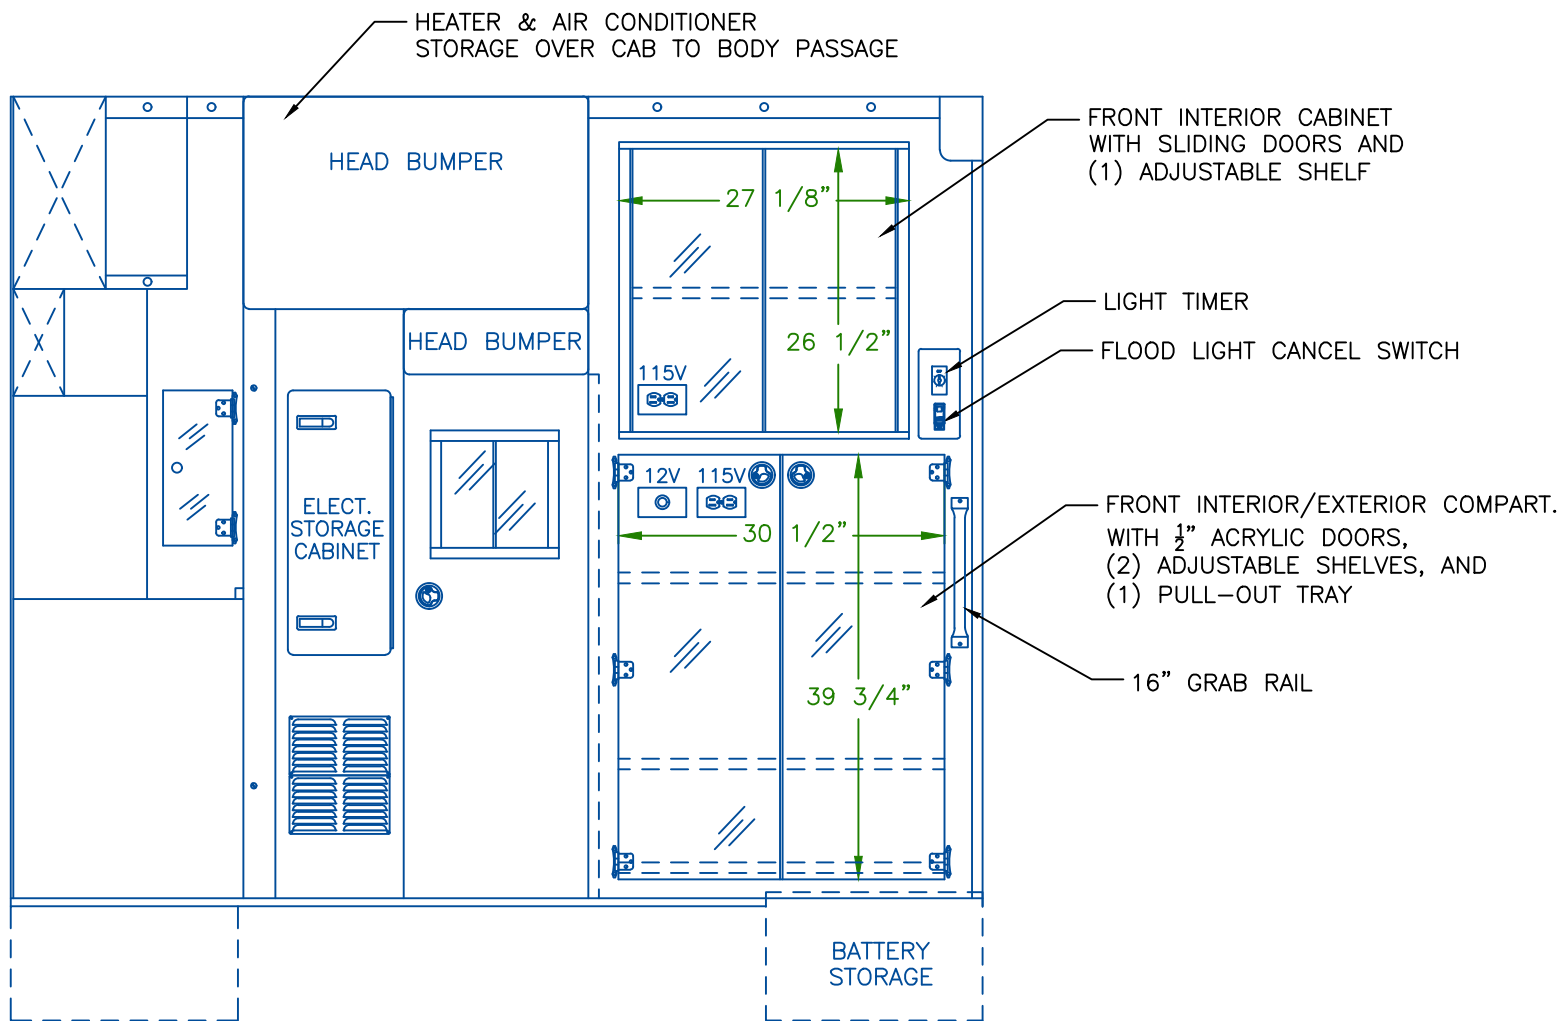 HEATER & AIR CONDITIONER
STORAGE OVER CAB TO BODY PASSAGE
HEAD BUMPER
FRONT INTERIOR CABINET
WITH SLIDING DOORS AND
(1) ADJUSTABLE SHELF
27 1/8”
LIGHT TIMER
HEAD BUMPER
26 1/2”
FLOOD LIGHT CANCEL SWITCH
115V
12V
115V
ELECT.
STORAGE
CABINET
30 1/2”
FRONT INTERIOR/EXTERIOR COMPART.
WITH ½” ACRYLIC DOORS,
(2) ADJUSTABLE SHELVES, AND
(1) PULL-OUT TRAY
39 3/4”
16” GRAB RAIL
BATTERY
STORAGE